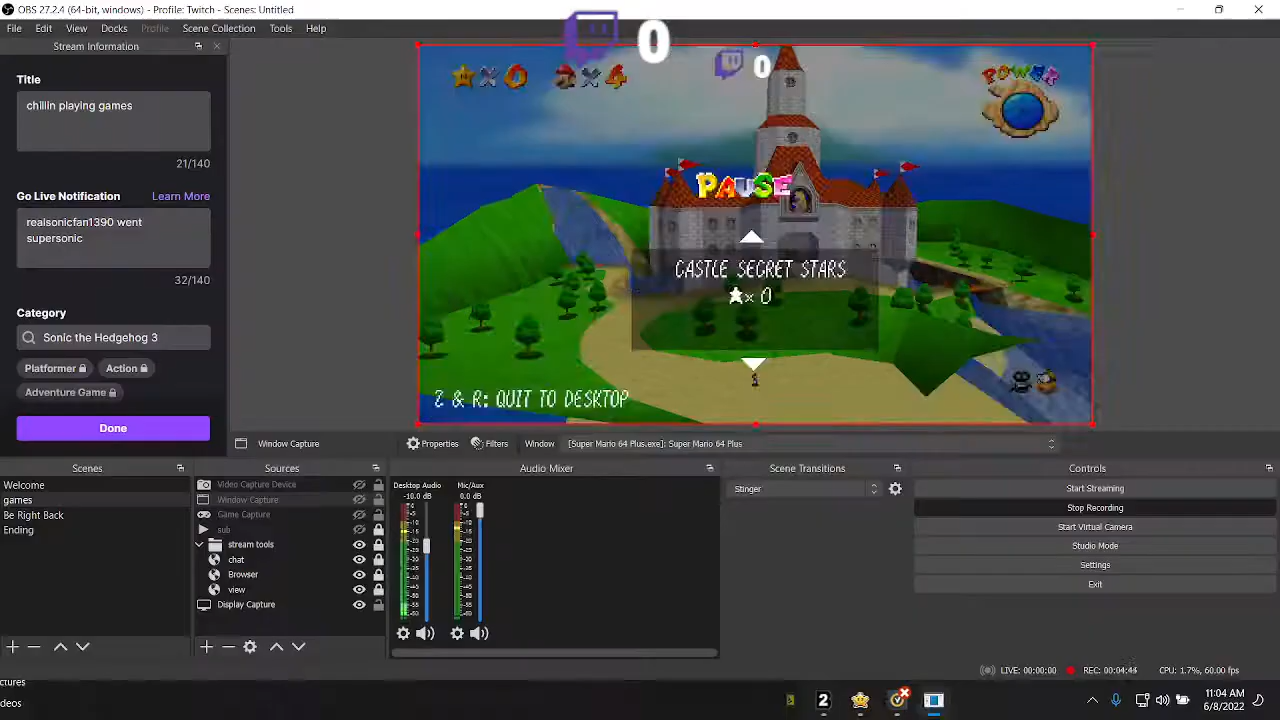 OBS 27.2.4 (64-bit, windows) - Profile: Twitch - Scenes: Untitled
File Edit View Docks Profile Scene Collection Tools Help
Stream Information
Title
chillin playing games
21/140
Go Live Notification Learn More
realsonicfan1390 went
supersonic
32/140
Category
Sonic the Hedgehog 3
Platformer Action
Adventure Game
Done
0
0
× 0 × 4
POWER
PAUSE
CASTLE SECRET STARS
× 0
Z & R: QUIT TO DESKTOP
Window Capture Properties Filters Window [Super Mario 64 Plus.exe]: Super Mario 64 Plus
Scenes
Welcome
games
Be Right Back
Ending
Sources
Video Capture Device
Window Capture
Game Capture
sub
stream tools
chat
Browser
view
Display Capture
Audio Mixer
Desktop Audio Mic/Aux
-10.0 dB 0.0 dB
Scene Transitions
Stinger
Controls
Start Streaming
Stop Recording
Start Virtual Camera
Studio Mode
Settings
Exit
LIVE: 00:00:00 REC: 00:04:44 CPU: 1.7%, 60.00 fps
ctures
deos
2
11:04 AM
6/8/2022